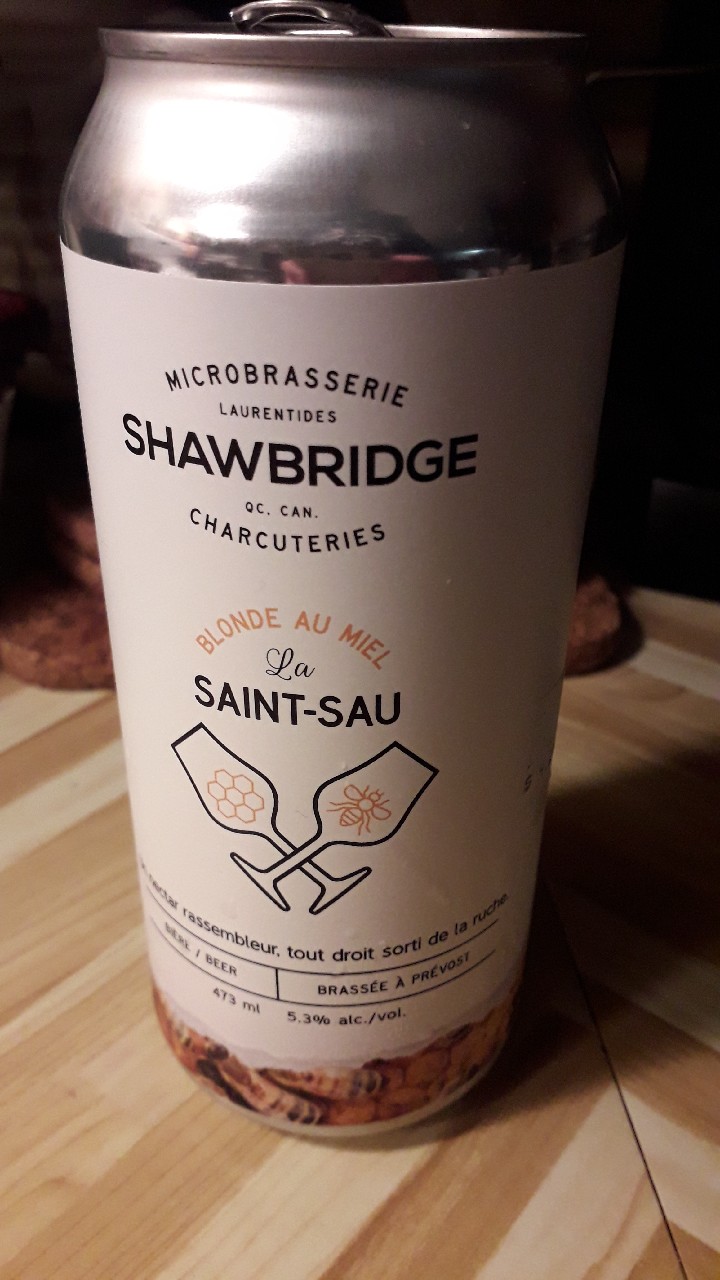 MICROBRASSERIE
LAURENTIDES
SHAWBRIDGE
QC. CAN.
CHARCUTERIES
BLONDE AU MIEL
La
SAINT-SAU
nectar rassembleur, tout droit sorti de la ruche.
BIÈRE / BEER
BRASSÉE À PRÉVOST
473 ml 5.3% alc./vol.